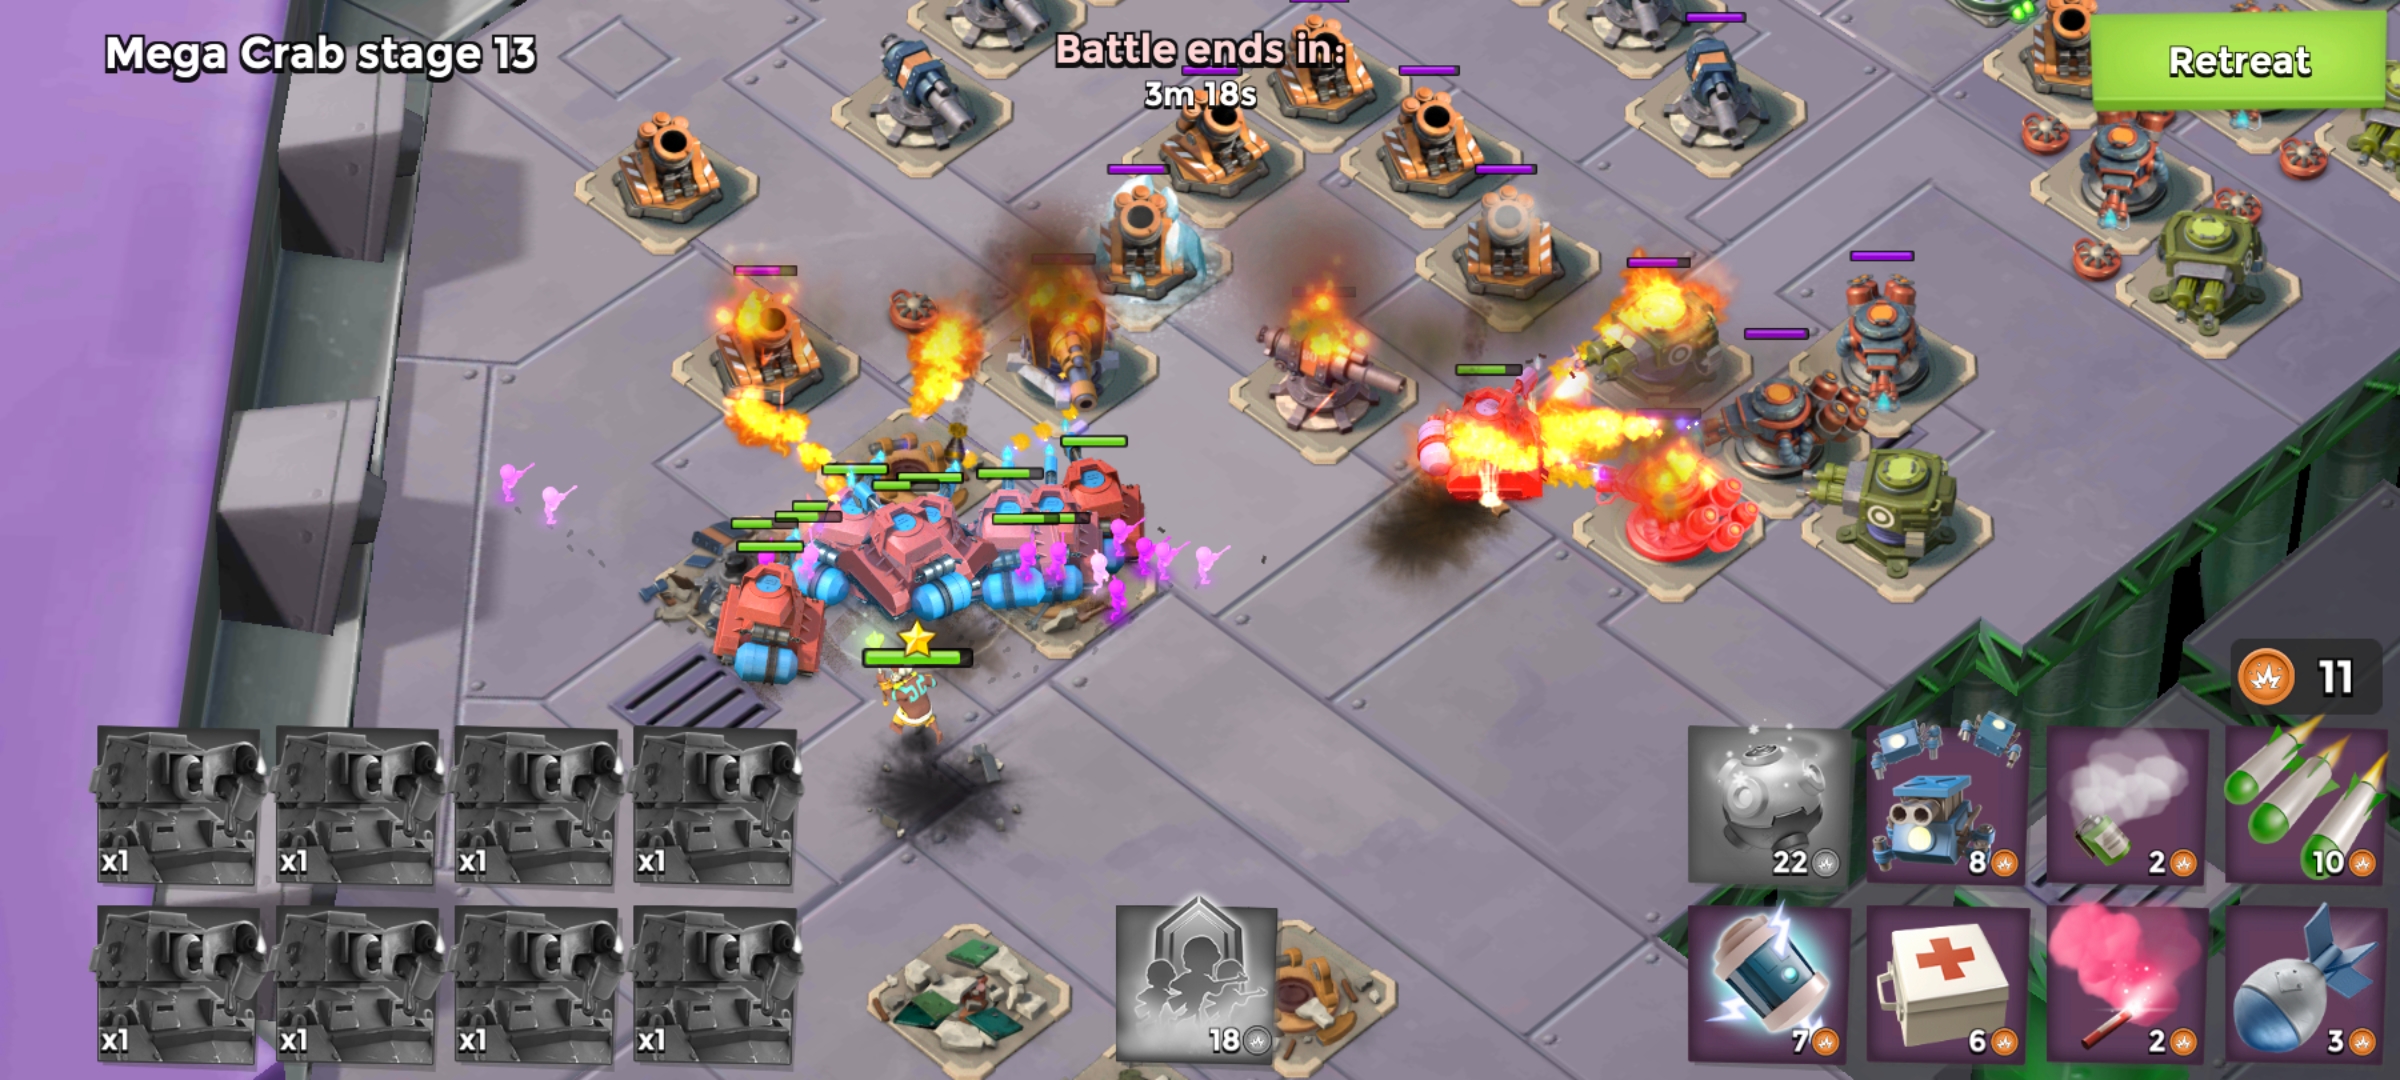 Mega Crab stage 13
Battle ends in:
3m 18s
Retreat
11
x1
x1
x1
x1
22
8
2
10
x1
x1
x1
x1
18
7
6
2
3